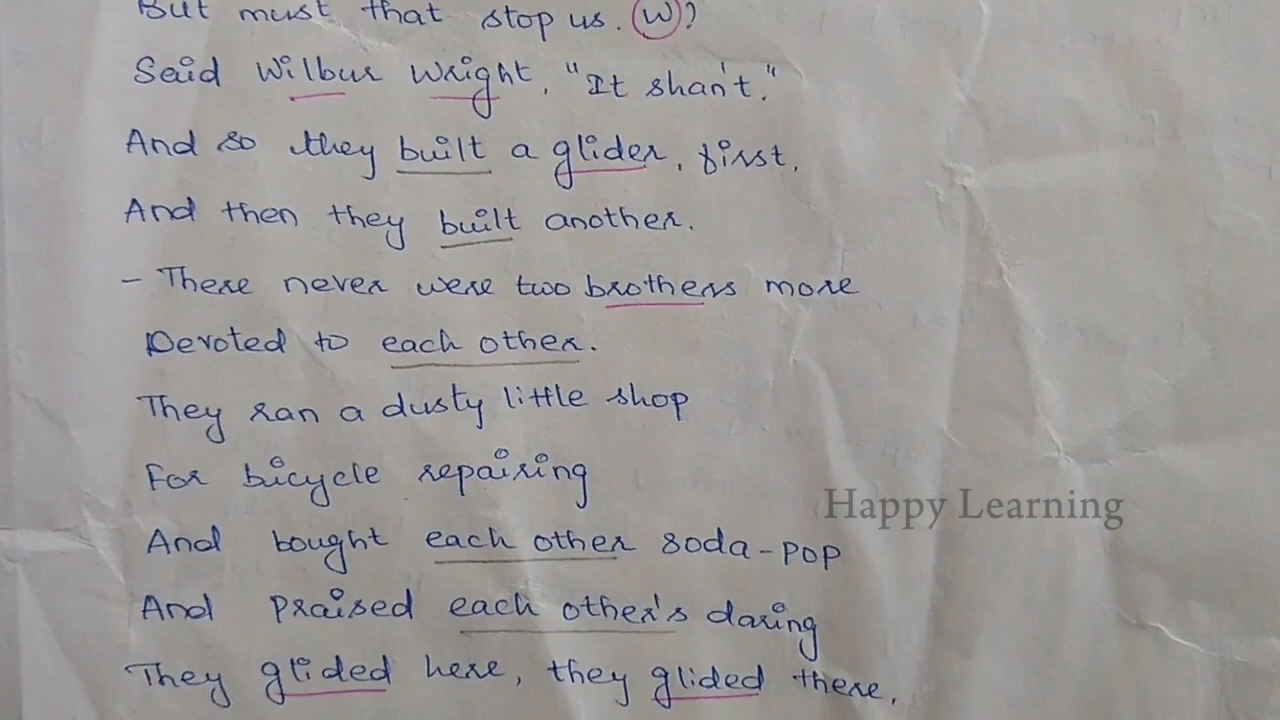 But must that stop us. W?
Said Wilbur Wright, "It shan't."
And so they built a glider, first,
And then they built another.
- There never were two brothers more
Devoted to each other.
They ran a dusty little shop
For bicycle repairing
Happy Learning
And bought each other soda-pop
And praised each other's daring
They glided here, they glided there,